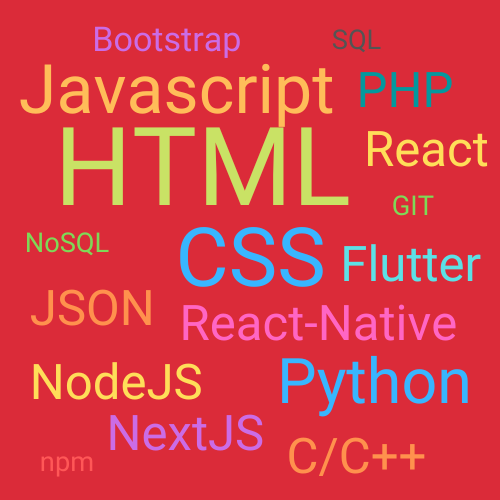 Bootstrap
SQL
Javascript
PHP
HTML
React
GIT
NoSQL
CSS
Flutter
JSON
React-Native
NodeJS
Python
NextJS
C/C++
npm